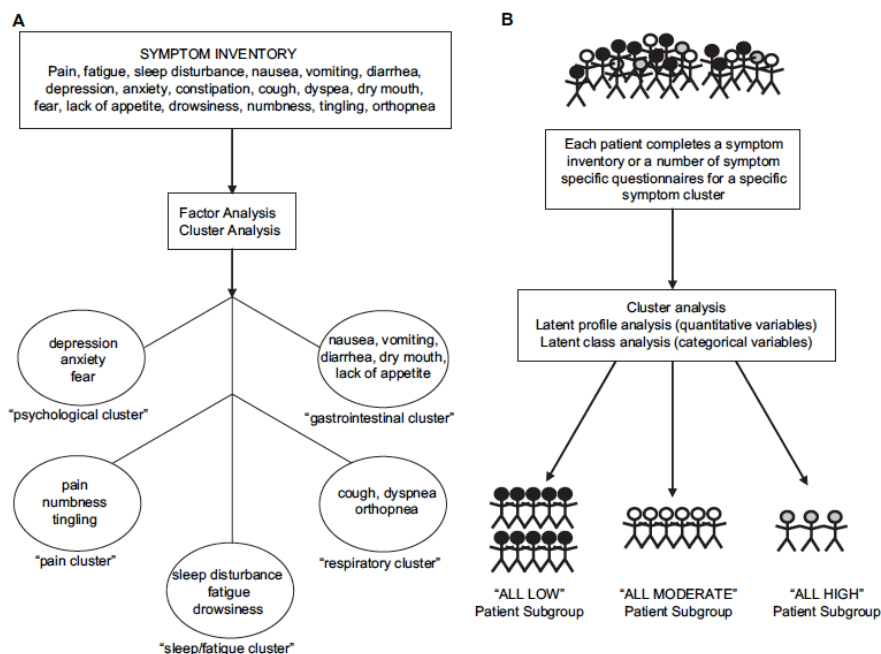 A
SYMPTOM INVENTORY
Pain, fatigue, sleep disturbance, nausea, vomiting, diarrhea,
depression, anxiety, constipation, cough, dyspea, dry mouth,
fear, lack of appetite, drowsiness, numbness, tingling, orthopnea
Factor Analysis
Cluster Analysis
depression
anxiety
fear
“psychological cluster”
nausea, vomiting,
diarrhea, dry mouth,
lack of appetite
“gastrointestinal cluster”
pain
numbness
tingling
“pain cluster”
cough, dyspnea
orthopnea
“respiratory cluster”
sleep disturbance
fatigue
drowsiness
“sleep/fatigue cluster”
B
Each patient completes a symptom
inventory or a number of symptom
specific questionnaires for a specific
symptom cluster
Cluster analysis
Latent profile analysis (quantitative variables)
Latent class analysis (categorical variables)
“ALL LOW”
Patient Subgroup
“ALL MODERATE”
Patient Subgroup
“ALL HIGH”
Patient Subgroup